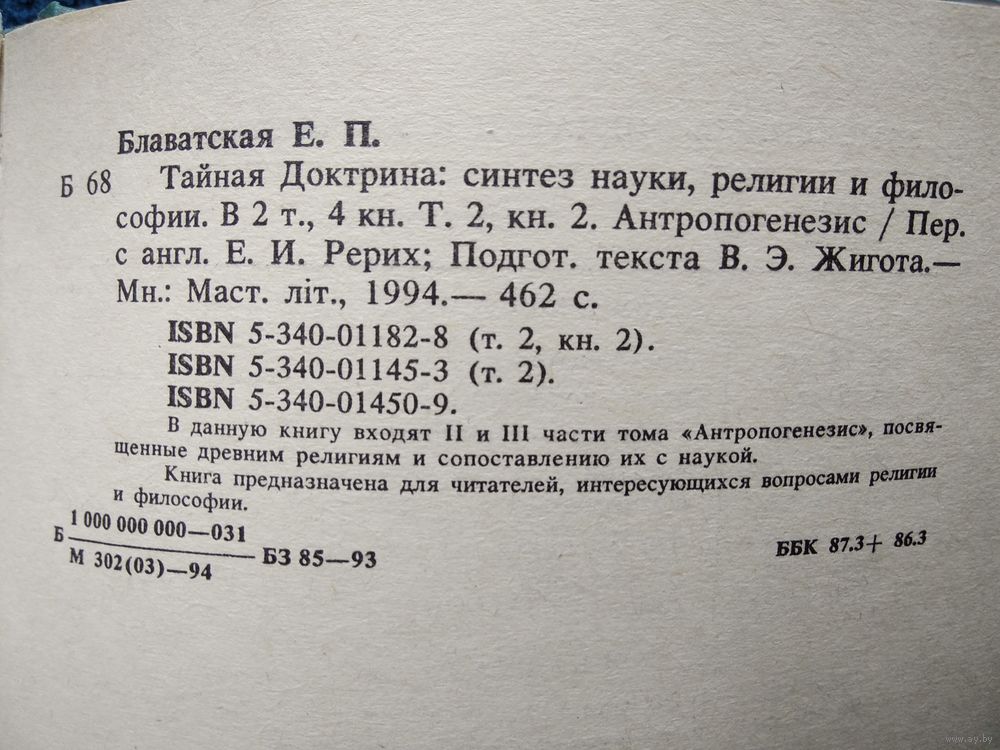 Блаватская Е. П.
Б 68 Тайная Доктрина: синтез науки, религии и фило-
софии. В 2 т., 4 кн. Т. 2, кн. 2. Антропогенезис / Пер.
с англ. Е. И. Рерих; Подгот. текста В. Э. Жигота.—
Мн.: Маст. літ., 1994.— 462 с.
ISBN 5-340-01182-8 (т. 2, кн. 2).
ISBN 5-340-01145-3 (т. 2).
ISBN 5-340-01450-9.
В данную книгу входят II и III части тома «Антропогенезис», посвя-
щенные древним религиям и сопоставлению их с наукой.
Книга предназначена для читателей, интересующихся вопросами религии
и философии.
Б 1 000 000 000—031
М 302(03)—94
БЗ 85—93
ББК 87.3+ 86.3
www.ay.by